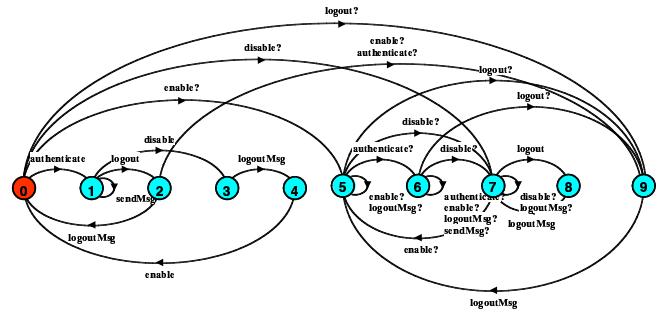 logout?
enable?
authenticate?
disable?
logout?
enable?
logout?
disable?
disable
authenticate
logout
logoutMsg
authenticate?
disable?
logout
0
1
2
3
4
5
6
7
8
9
sendMsg
enable?
logoutMsg?
authenticate?
enable?
logoutMsg?
sendMsg?
disable?
logoutMsg?
logoutMsg
logoutMsg
enable?
enable
logoutMsg